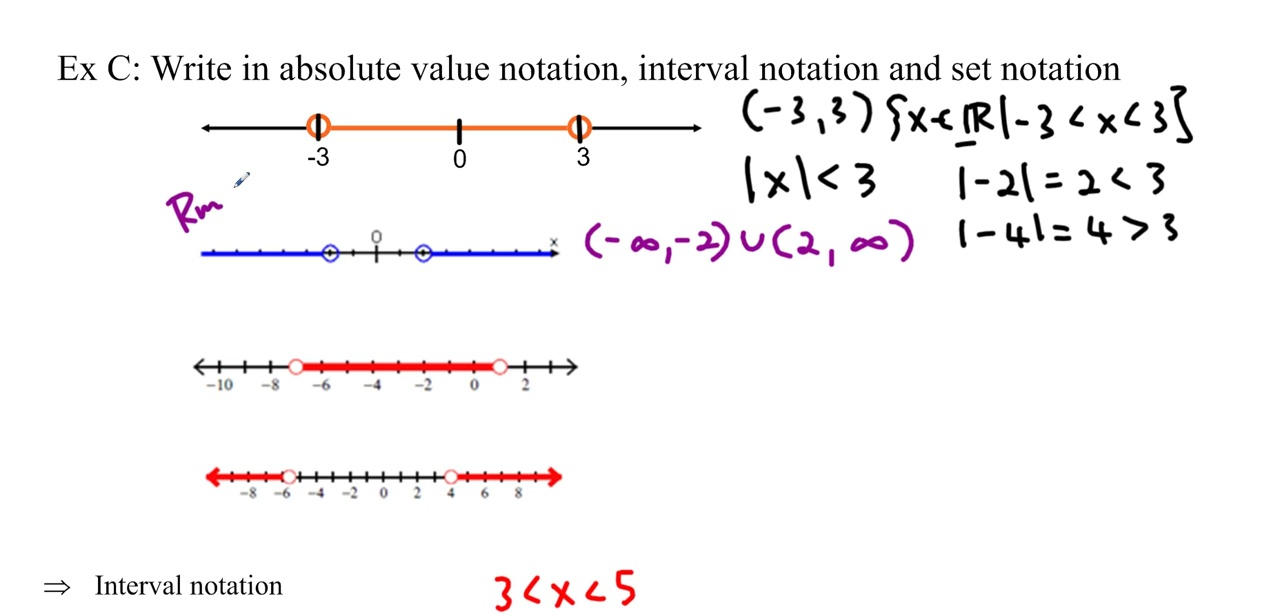 Ex C: Write in absolute value notation, interval notation and set notation
(-3,3) {x∈ℝ|-3<x<3}
-3 0 3
|x|<3 |-2|=2<3
Rm
|-4|=4>3
0 x
(-∞,-2)∪(2,∞)
−10 −8 −6 −4 −2 0 2
−8 −6 −4 −2 0 2 4 6 8
⇒ Interval notation
3<x<5